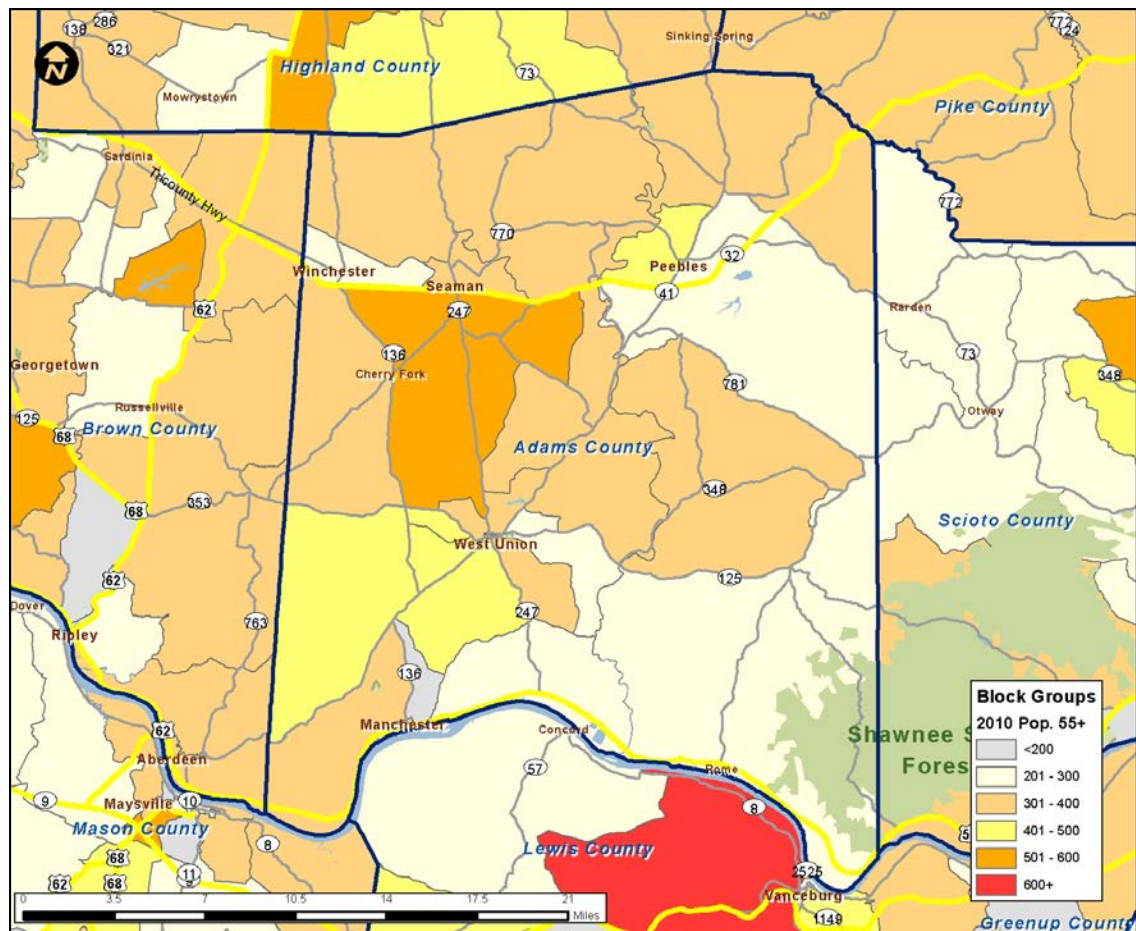 286
138
321
772
124
Sinking Spring
N
Highland County
73
Mowrystown
Pike County
Sardinia
Tricounty Hwy
772
770
32
Winchester
Peebles
Seaman
41
62
247
Rarden
136
73
Georgetown
Cherry Fork
781
348
Otway
125
Russellville
68
Brown County
Adams County
353
68
348
Scioto County
West Union
62
125
Dover
763
247
Ripley
136
Block Groups
2010 Pop. 55+
<200
201 - 300
301 - 400
401 - 500
501 - 600
600+
Manchester
62
Concord
Shawnee S
Fores
Aberdeen
57
Rome
9
Maysville
10
8
Mason County
8
Lewis County
68
11
2525
62
68
Vanceburg
0
3.5
7
10.5
14
17.5
21
Miles
1149
Greenup County